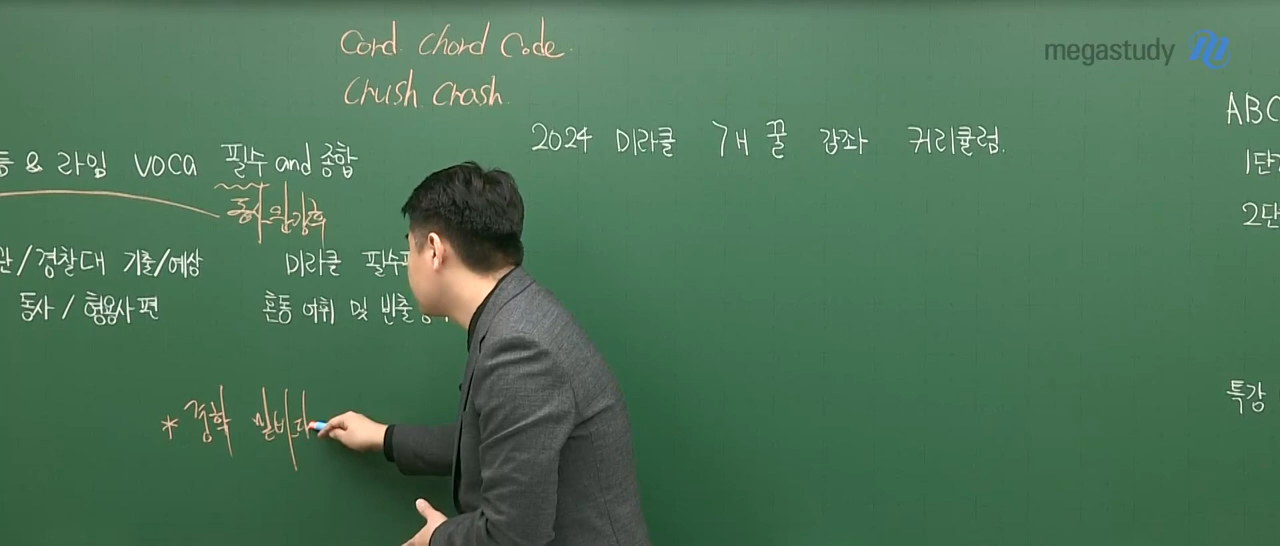 Cord. Chord Code.
Crush. Crash.
megastudy
ABC
2024 미라클 개꿀 강좌 커리큘럼.
1단
등 & 라임 VOCA 필수 and 종합
2단
관/경찰대 기출/예상 미라클 필수
동사 / 형용사 편 혼동 어휘 및 빈출
특강
* 경학